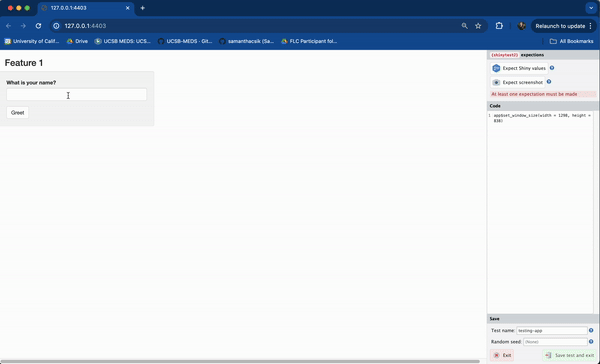 127.0.0.1:4403
127.0.0.1:4403
Relaunch to update
University of Calif...
Drive
UCSB MEDS: UCS...
UCSB-MEDS · Git...
samanthacsik (Sa...
FLC Participant fol...
All Bookmarks
Feature 1
What is your name?
Greet
{shinytest2} expections
Expect Shiny values
Expect screenshot
At least one expectation must be made
Code
1 app$set_window_size(width = 1298, height =
838)
Save
Test name: testing-app
Random seed: (None)
Exit
Save test and exit